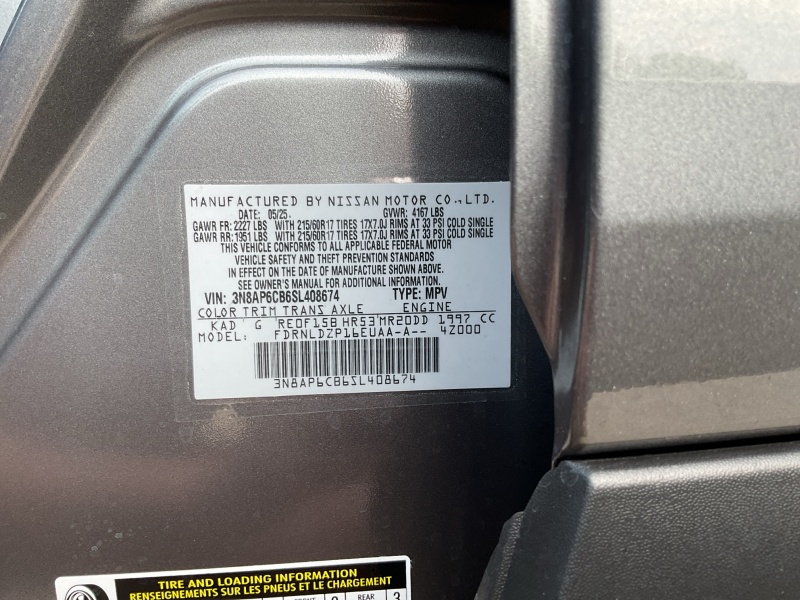 MANUFACTURED BY NISSAN MOTOR CO.,LTD.
DATE: 05/25 GVWR: 4167 LBS
GAWR FR: 2227 LBS WITH 215/60R17 TIRES 17X7.0J RIMS AT 33 PSI COLD SINGLE
GAWR RR: 1951 LBS WITH 215/60R17 TIRES 17X7.0J RIMS AT 33 PSI COLD SINGLE
THIS VEHICLE CONFORMS TO ALL APPLICABLE FEDERAL MOTOR
VEHICLE SAFETY AND THEFT PREVENTION STANDARDS
IN EFFECT ON THE DATE OF MANUFACTURE SHOWN ABOVE.
SEE OWNER'S MANUAL FOR ADDITIONAL INFORMATION.
VIN: 3N8AP6CB6SL408674 TYPE: MPV
COLOR TRIM TRANS AXLE ENGINE
KAD G RE0F15B HR53 MR20DD 1997 CC
MODEL: FDRNLDZP16EUAA-A-- 4Z000
3N8AP6CB6SL408674
TIRE AND LOADING INFORMATION
RENSEIGNEMENTS SUR LES PNEUS ET LE CHARGEMENT
FRONT 2 REAR 3